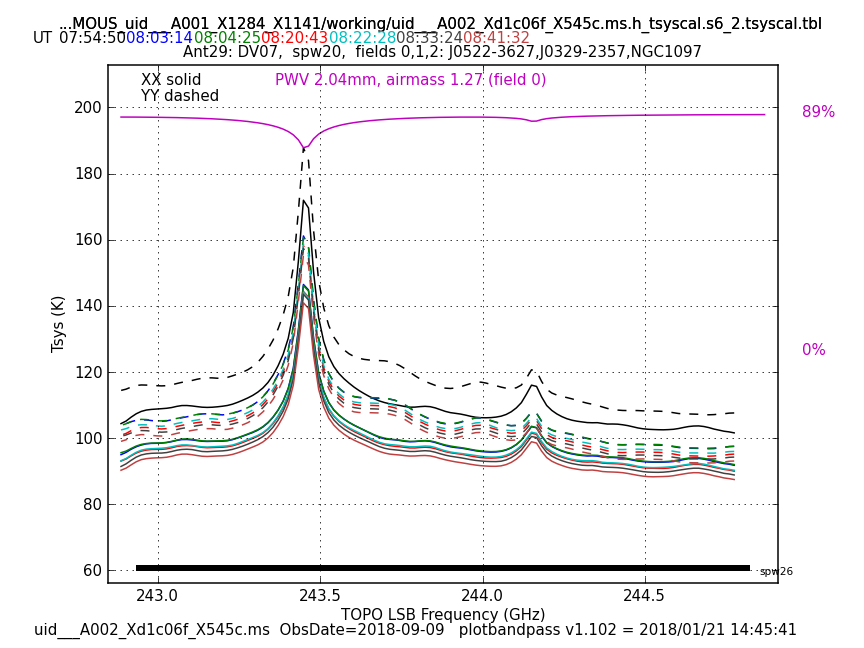 ...MOUS_uid___A001_X1284_X1141/working/uid___A002_Xd1c06f_X545c.ms.h_tsyscal.s6_2.tsyscal.tbl
UT 07:54:50 08:03:14 08:04:25 08:20:43 08:22:28 08:33:24 08:41:32
Ant29: DV07, spw20, fields 0,1,2: J0522-3627,J0329-2357,NGC1097
XX solid
YY dashed
PWV 2.04mm, airmass 1.27 (field 0)
89%
0%
200
180
160
140
120
100
80
60
Tsys (K)
spw26
243.0 243.5 244.0 244.5
TOPO LSB Frequency (GHz)
uid___A002_Xd1c06f_X545c.ms ObsDate=2018-09-09 plotbandpass v1.102 = 2018/01/21 14:45:41